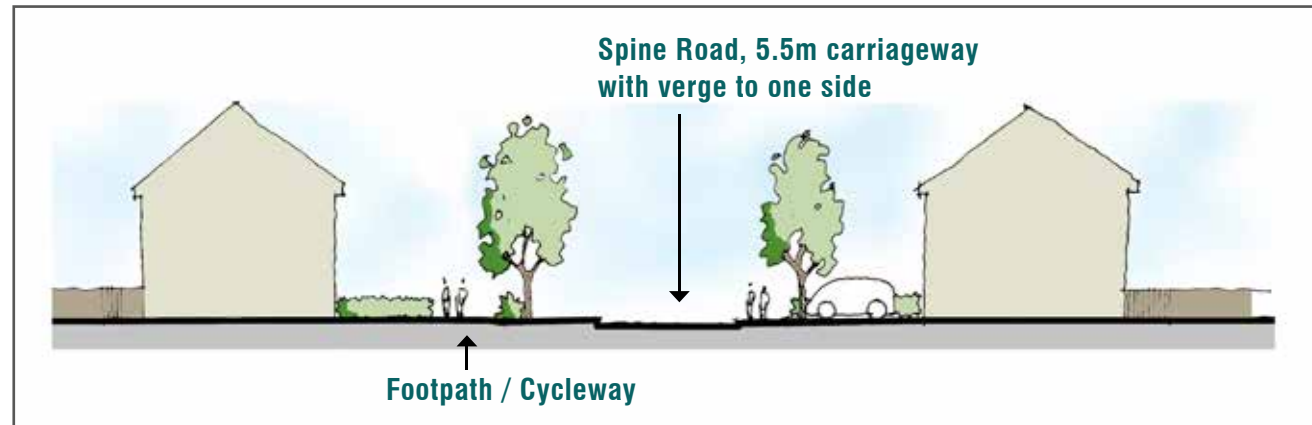 Spine Road, 5.5m carriageway
with verge to one side
Footpath / Cycleway